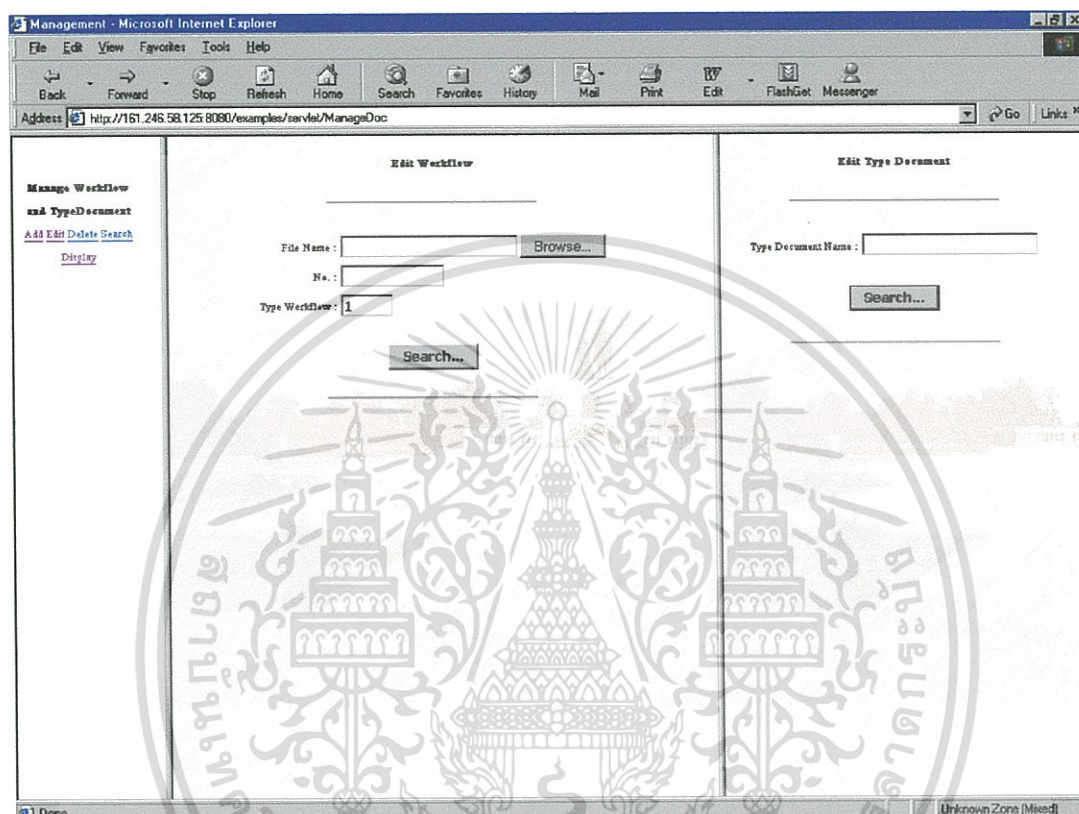 Management - Microsoft Internet Explorer
File Edit View Favorites Tools Help
Back Forward Stop Refresh Home Search Favorites History Mail Print Edit FlashGet Messenger
Address http://161.246.58.125:8080/examples/servlet/ManageDoc Go Links »
Manage Workflow
and TypeDocument
Add Edit Delete Search
Display
Edit Workflow
File Name : Browse...
No. :
Type Workflow : 1
Search...
Edit Type Document
Type Document Name :
Search...
Done Unknown Zone (Mixed)